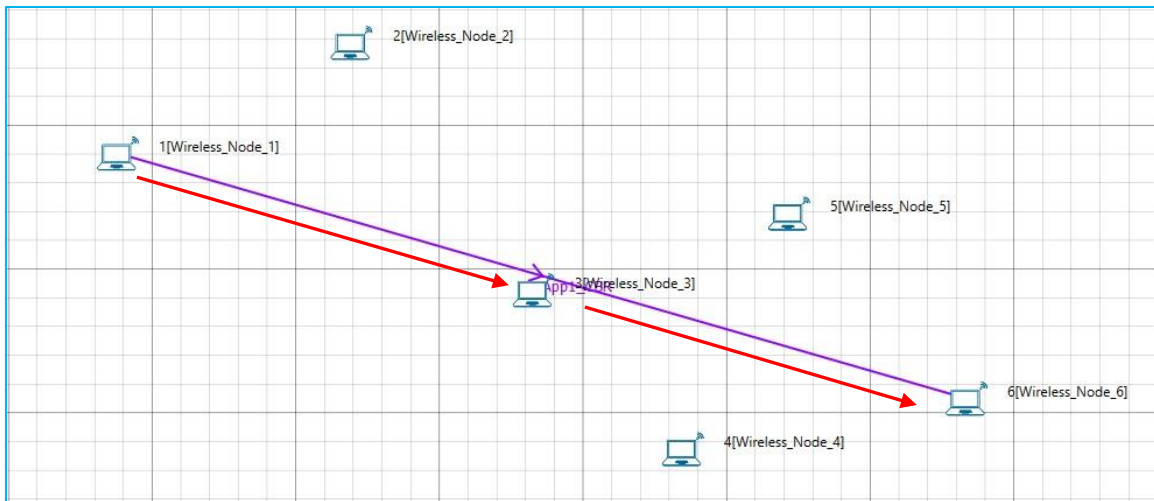 2[Wireless_Node_2]
1[Wireless_Node_1]
5[Wireless_Node_5]
3[Wireless_Node_3]
6[Wireless_Node_6]
4[Wireless_Node_4]